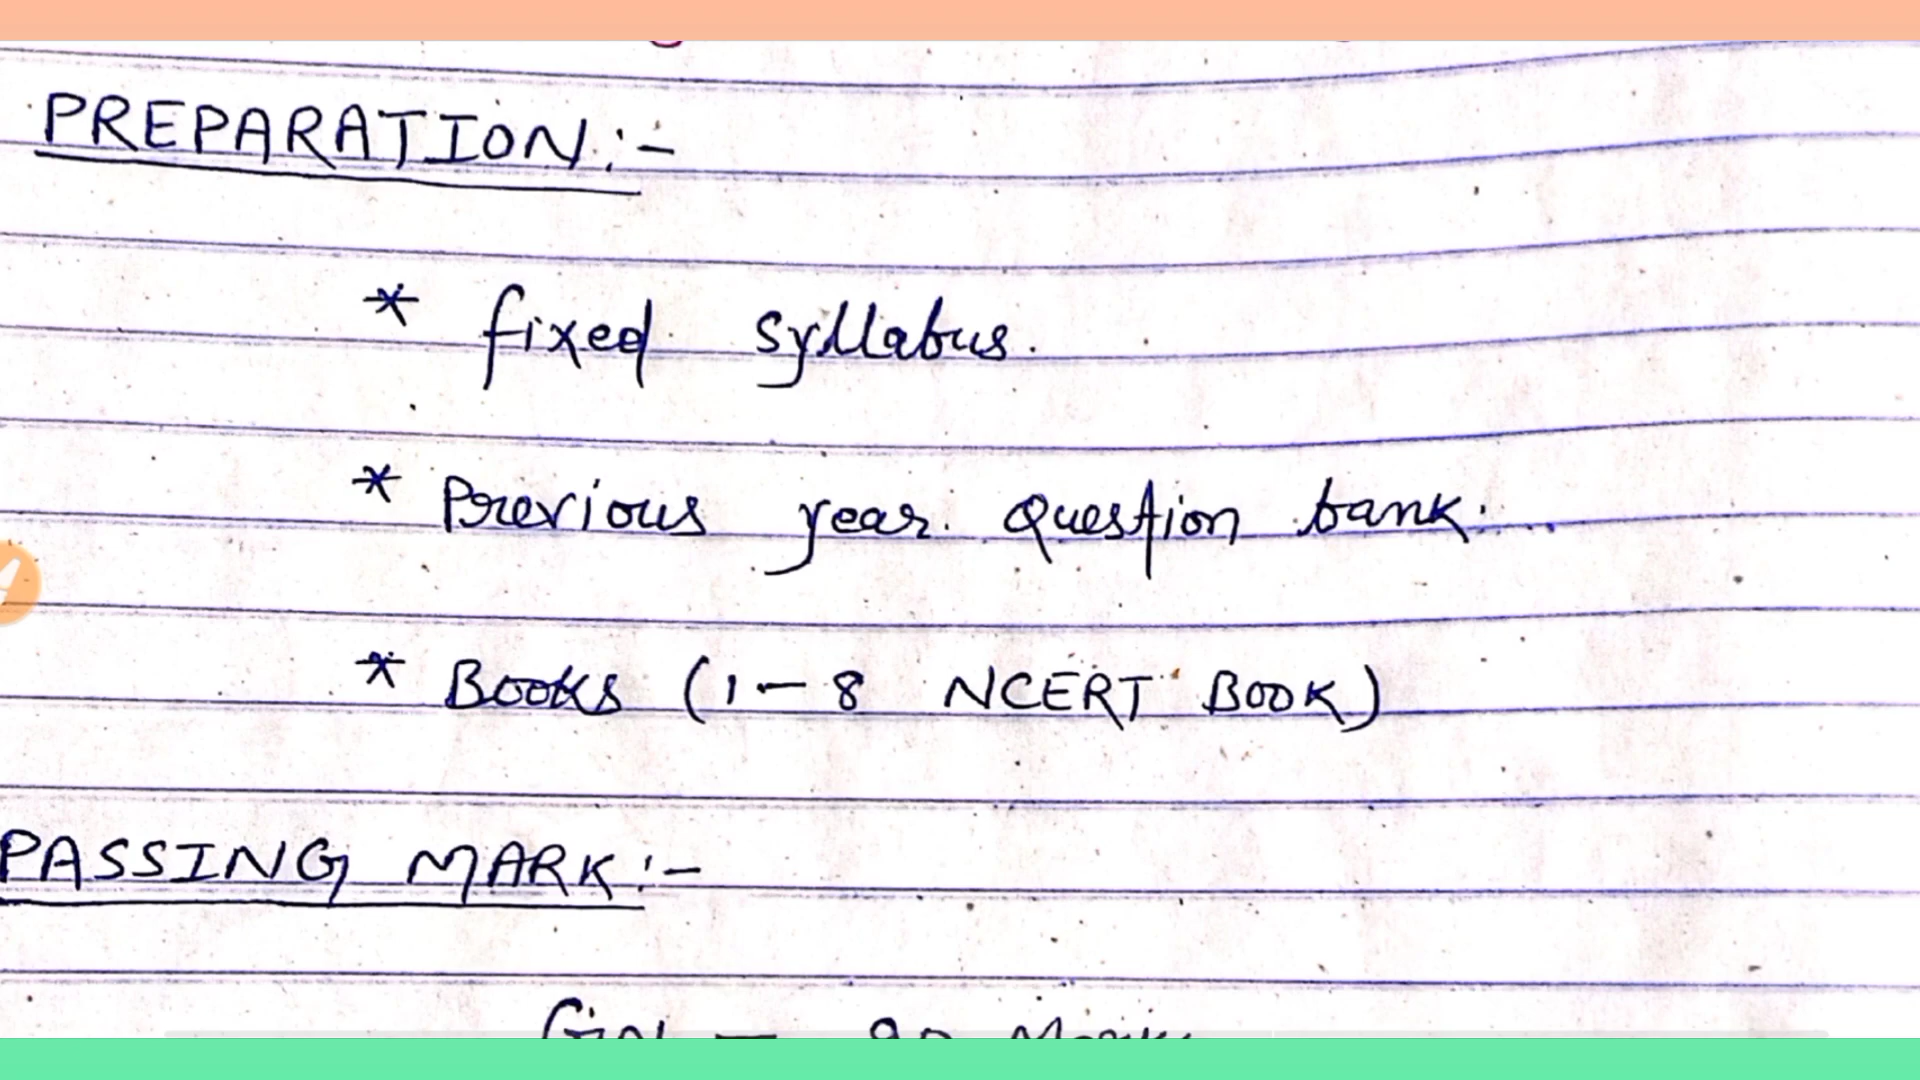 PREPARATION:-
* fixed syllabus.
* Previous year question bank....
* Books (1-8 NCERT BOOK)
PASSING MARK:-